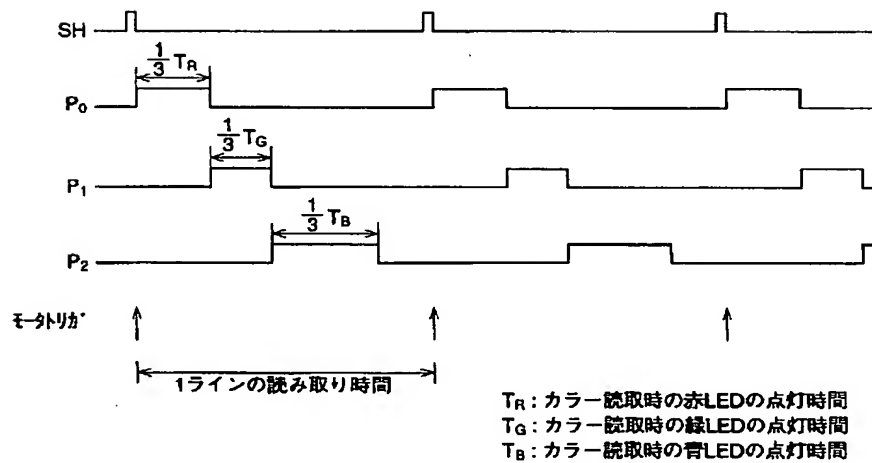 SH
1/3 TR
P0
1/3 TG
P1
1/3 TB
P2
モータトリガ
1ラインの読み取り時間
TR : カラー読取時の赤LEDの点灯時間
TG : カラー読取時の緑LEDの点灯時間
TB : カラー読取時の青LEDの点灯時間